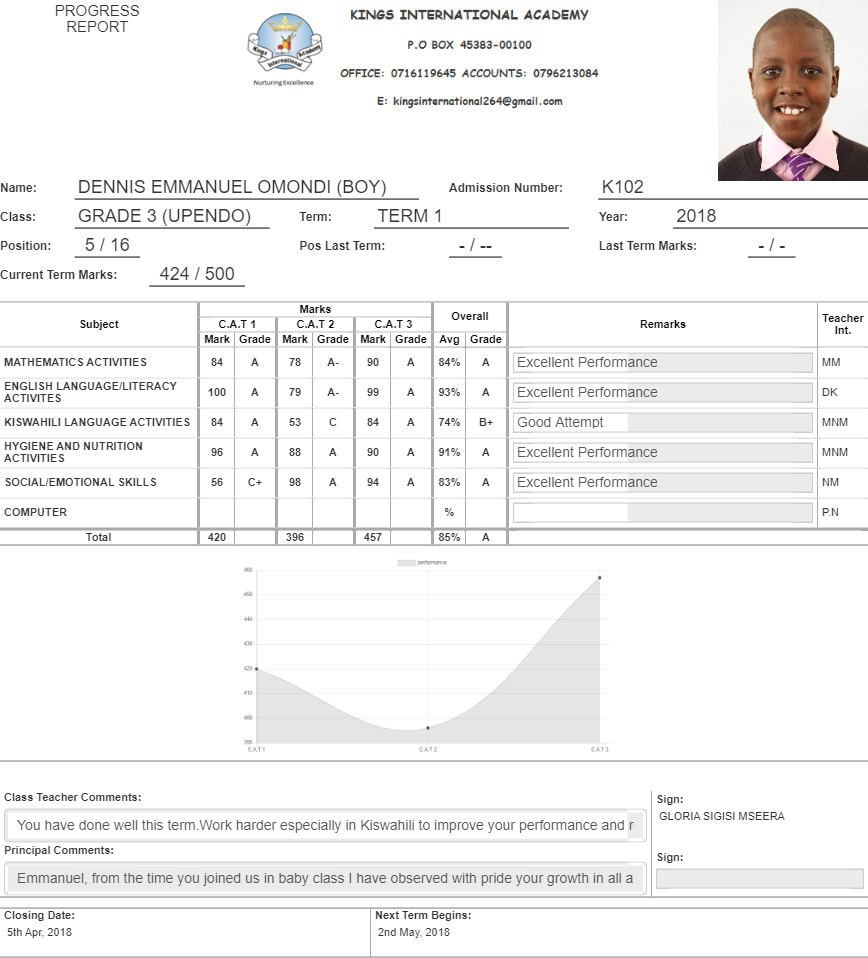 PROGRESS
REPORT
KINGS INTERNATIONAL ACADEMY
P.O BOX 45383-00100
OFFICE: 0716119645 ACCOUNTS: 0796213084
E: kingsinternational264@gmail.com
Kings Academy
International
Nurturing Excellence
Name: DENNIS EMMANUEL OMONDI (BOY) Admission Number: K102
Class: GRADE 3 (UPENDO) Term: TERM 1 Year: 2018
Position: 5 / 16 Pos Last Term: - / -- Last Term Marks: - / -
Current Term Marks: 424 / 500
Subject Marks Overall Remarks Teacher Int.
C.A.T 1 C.A.T 2 C.A.T 3
Mark Grade Mark Grade Mark Grade Avg Grade
MATHEMATICS ACTIVITIES 84 A 78 A- 90 A 84% A Excellent Performance MM
ENGLISH LANGUAGE/LITERACY ACTIVITES 100 A 79 A- 99 A 93% A Excellent Performance DK
KISWAHILI LANGUAGE ACTIVITIES 84 A 53 C 84 A 74% B+ Good Attempt MNM
HYGIENE AND NUTRITION ACTIVITIES 96 A 88 A 90 A 91% A Excellent Performance MNM
SOCIAL/EMOTIONAL SKILLS 56 C+ 98 A 94 A 83% A Excellent Performance NM
COMPUTER % P.N
Total 420 396 457 85% A
performance
460
450
440
430
420
410
400
390
CAT1 CAT2 CAT3
Class Teacher Comments:
You have done well this term.Work harder especially in Kiswahili to improve your performance and r
Sign:
GLORIA SIGISI MSEERA
Principal Comments:
Emmanuel, from the time you joined us in baby class I have observed with pride your growth in all a
Sign:
Closing Date:
5th Apr, 2018
Next Term Begins:
2nd May, 2018